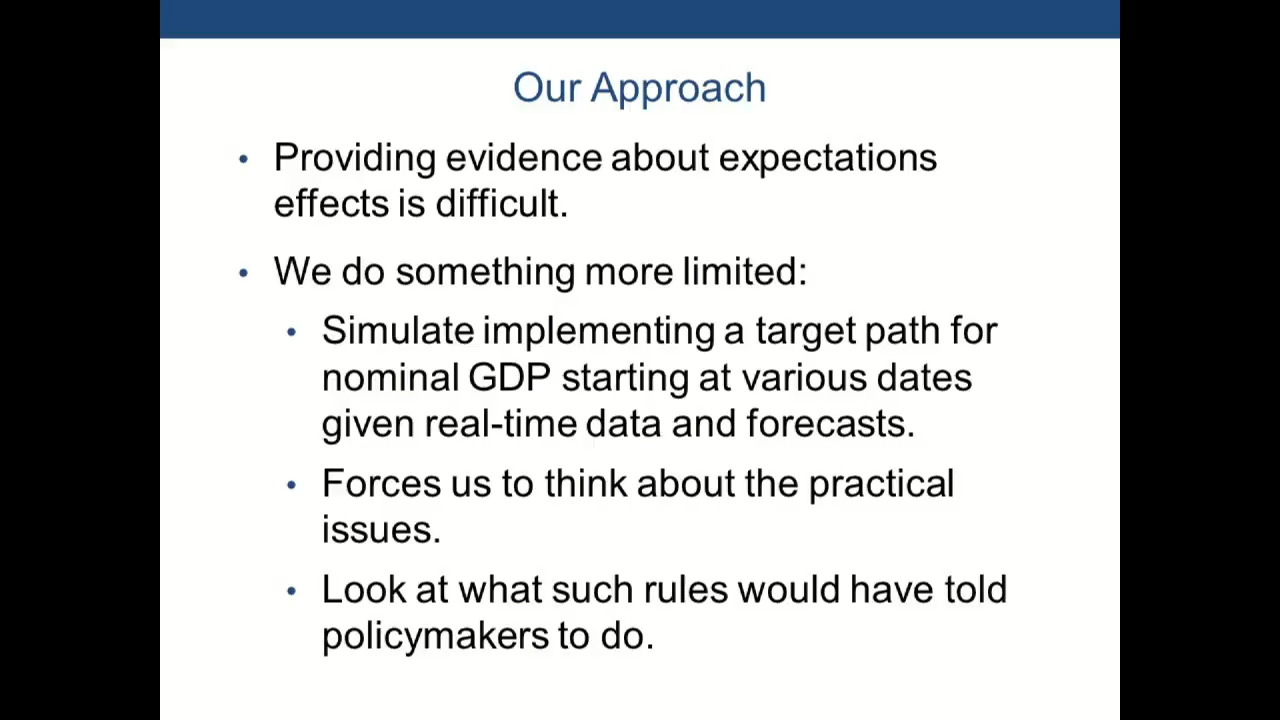 Our Approach
• Providing evidence about expectations
effects is difficult.
• We do something more limited:
• Simulate implementing a target path for
nominal GDP starting at various dates
given real-time data and forecasts.
• Forces us to think about the practical
issues.
• Look at what such rules would have told
policymakers to do.